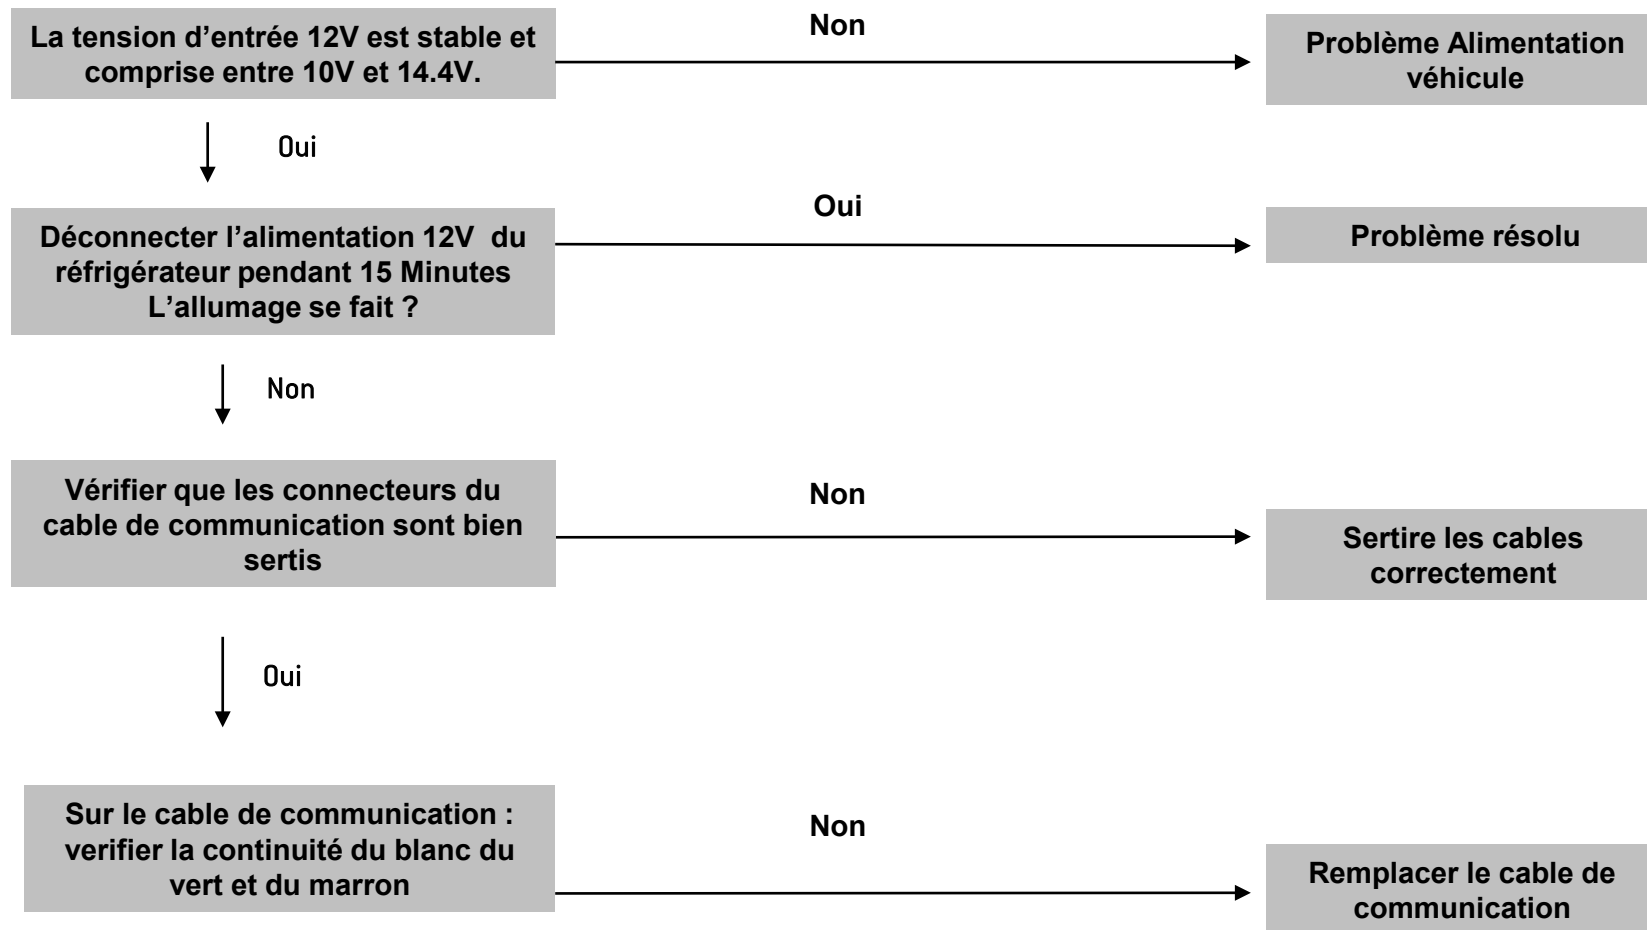 La tension d’entrée 12V est stable et
comprise entre 10V et 14.4V.
Non
Problème Alimentation
véhicule
Oui
Déconnecter l’alimentation 12V  du
réfrigérateur pendant 15 Minutes
L’allumage se fait ?
Oui
Problème résolu
Non
Vérifier que les connecteurs du
cable de communication sont bien
sertis
Non
Sertire les cables
correctement
Oui
Sur le cable de communication :
verifier la continuité du blanc du
vert et du marron
Non
Remplacer le cable de
communication